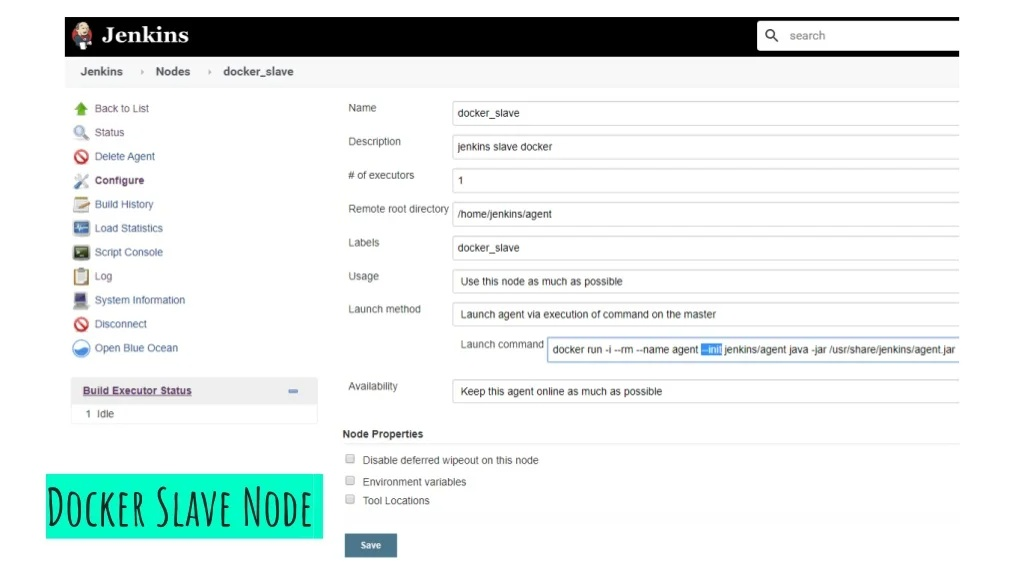 Jenkins
search
Jenkins › Nodes › docker_slave
Back to List
Status
Delete Agent
Configure
Build History
Load Statistics
Script Console
Log
System Information
Disconnect
Open Blue Ocean
Build Executor Status
1 Idle
Name docker_slave
Description jenkins slave docker
# of executors 1
Remote root directory /home/jenkins/agent
Labels docker_slave
Usage Use this node as much as possible
Launch method Launch agent via execution of command on the master
Launch command docker run -i --rm --name agent --init jenkins/agent java -jar /usr/share/jenkins/agent.jar
Availability Keep this agent online as much as possible
Node Properties
Disable deferred wipeout on this node
Environment variables
Tool Locations
Save
Docker Slave Node